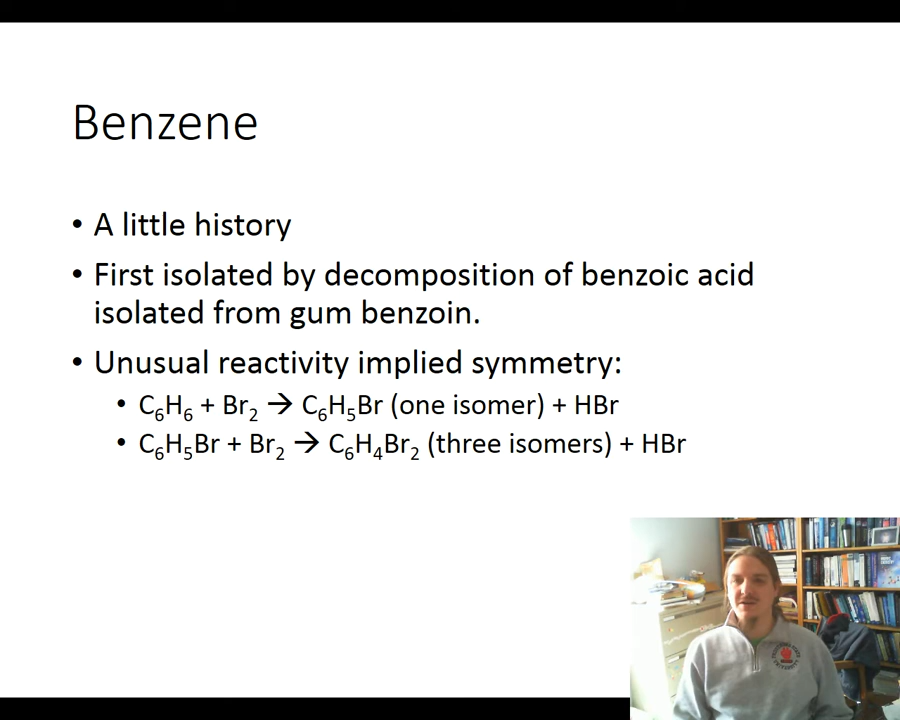 Benzene
• A little history
• First isolated by decomposition of benzoic acid
isolated from gum benzoin.
• Unusual reactivity implied symmetry:
• C₆H₆ + Br₂ → C₆H₅Br (one isomer) + HBr
• C₆H₅Br + Br₂ → C₆H₄Br₂ (three isomers) + HBr